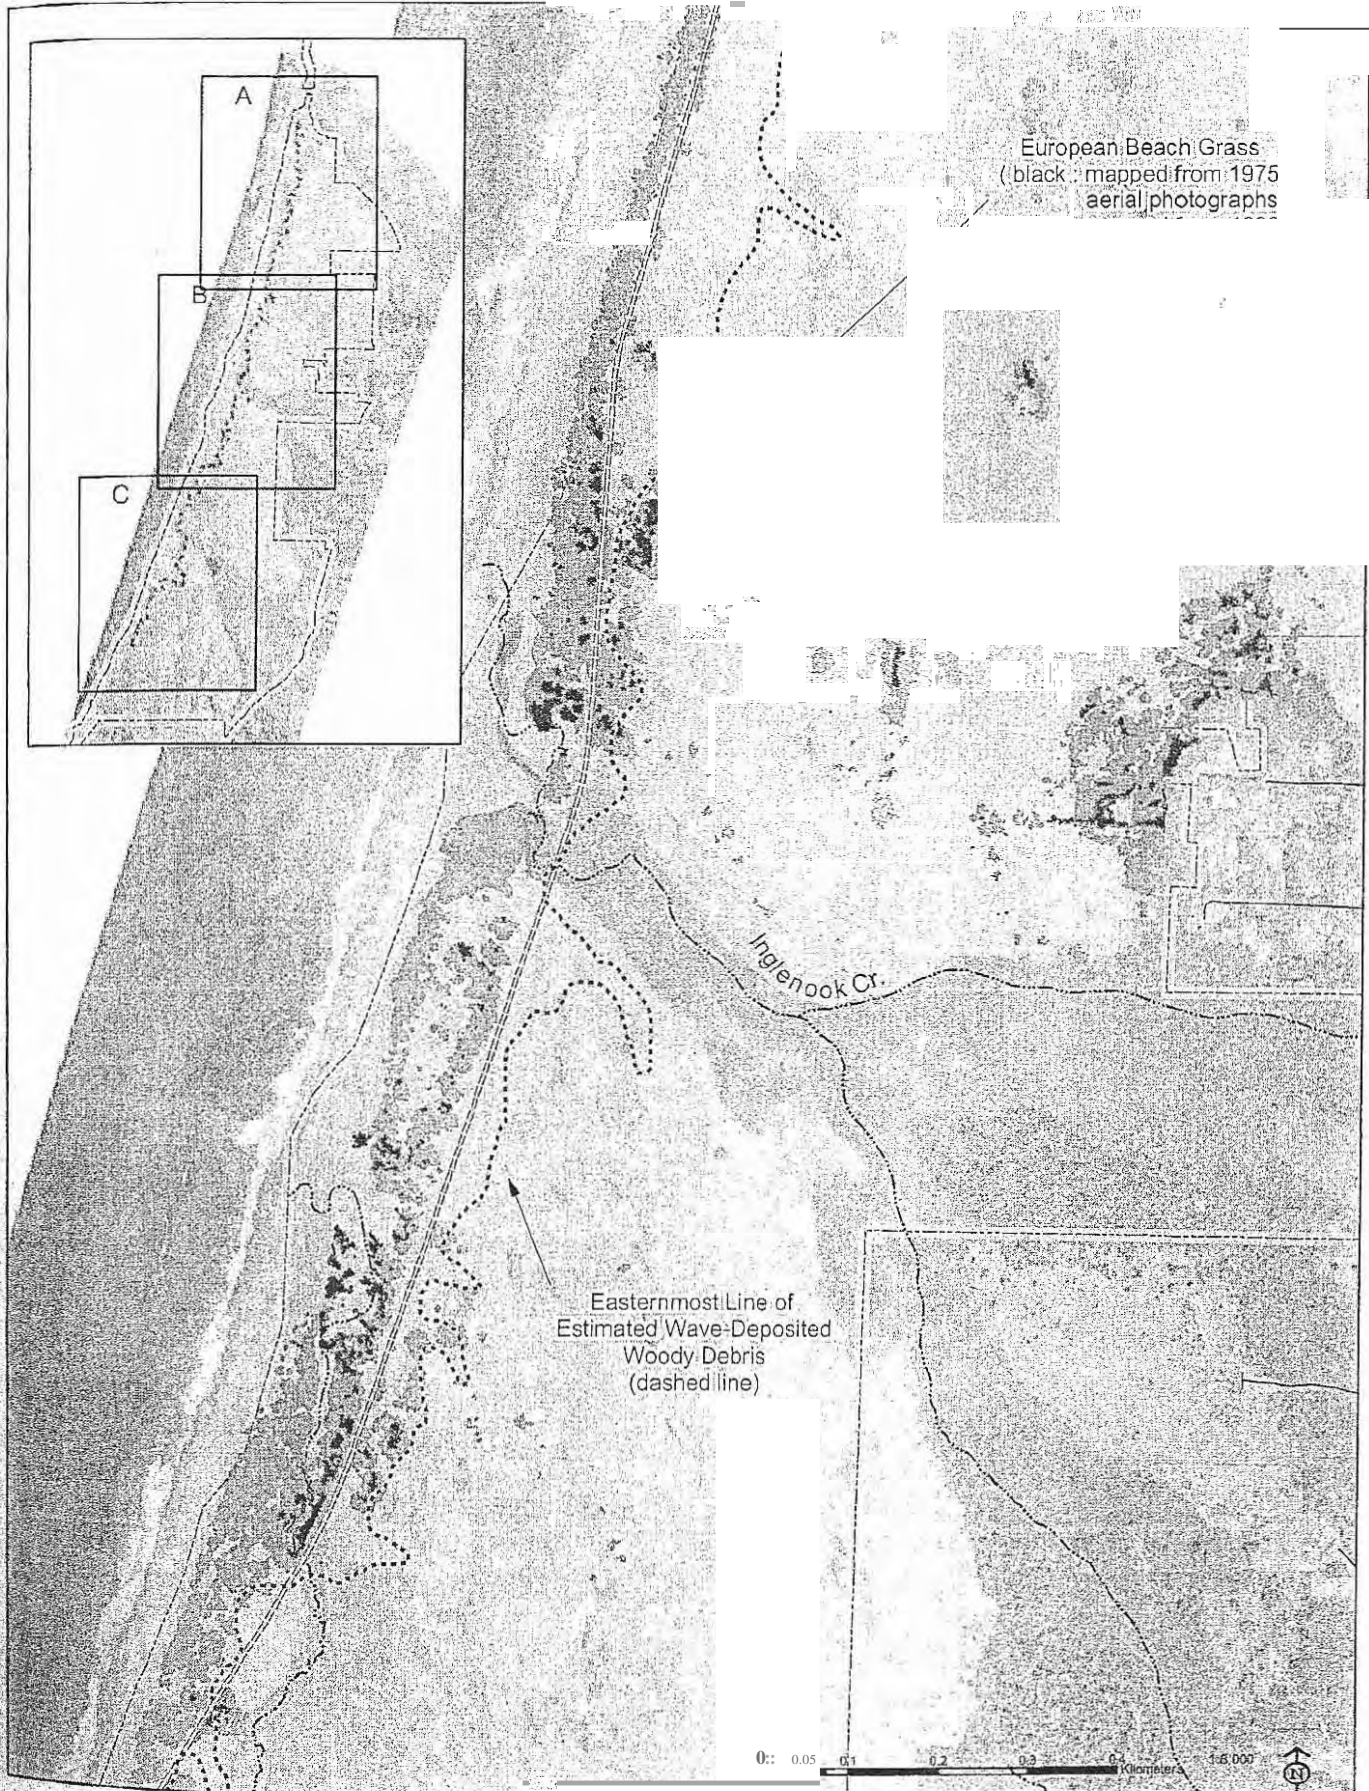 A
B
C
European Beach Grass
(black : mapped from 1975
aerial photographs
Inglenook Cr.
Easternmost Line of
Estimated Wave-Deposited
Woody Debris
(dashed line)
0:: 0.05 0.1 0.2 0.3 0.4
Kilometers
N